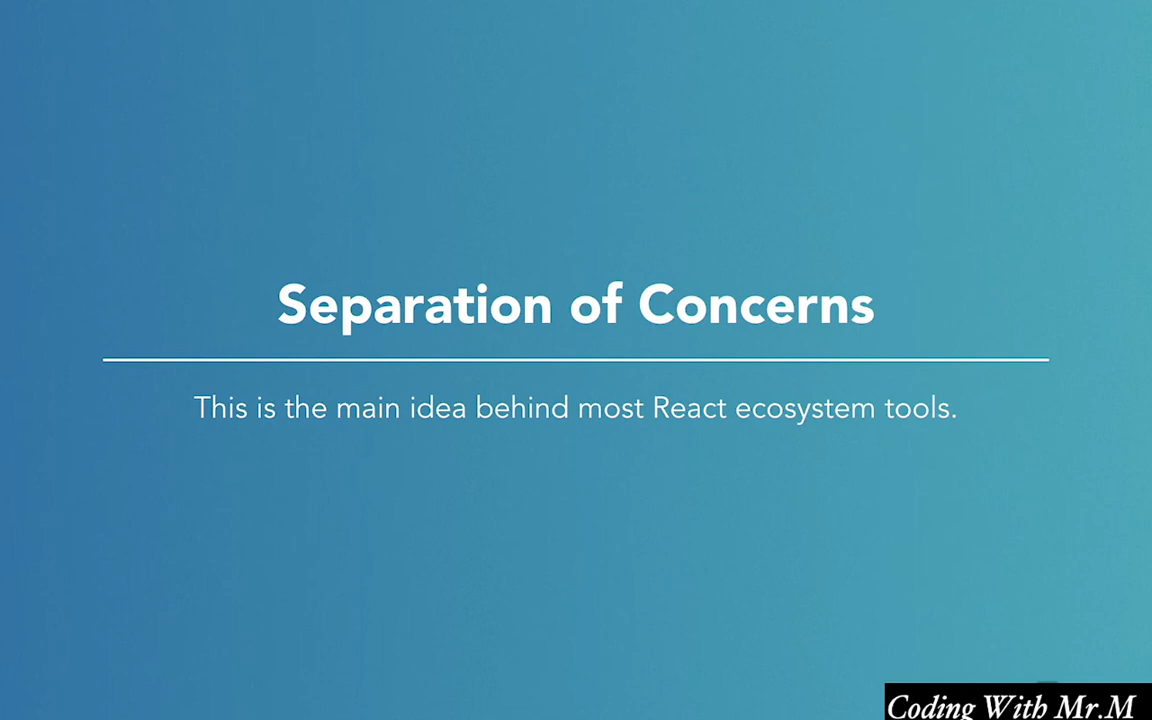 Separation of Concerns
This is the main idea behind most React ecosystem tools.
Coding With Mr.M